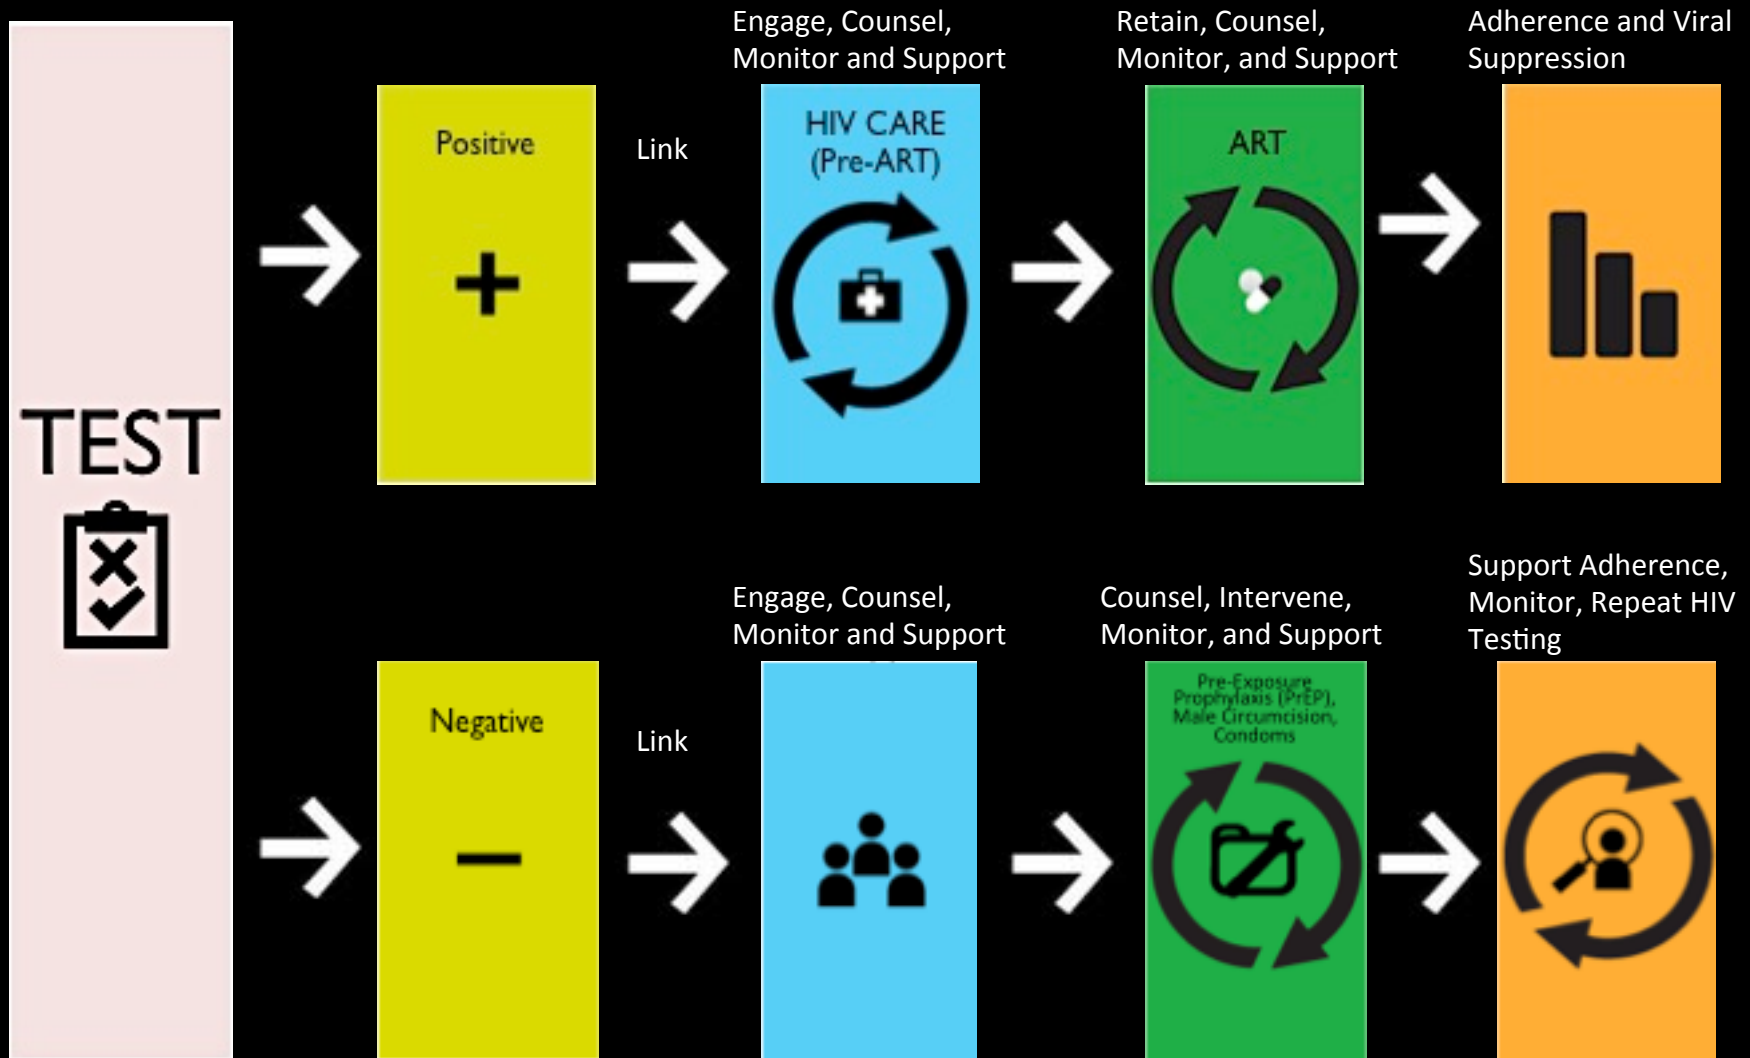 TEST
Positive
Link
Engage, Counsel,
Monitor and Support
HIV CARE
(Pre-ART)
Retain, Counsel,
Monitor, and Support
ART
Adherence and Viral
Suppression
Negative
Link
Engage, Counsel,
Monitor and Support
Counsel, Intervene,
Monitor, and Support
Pre-Exposure
Prophylaxis (PrEP),
Male Circumcision,
Condoms
Support Adherence,
Monitor, Repeat HIV
Testing